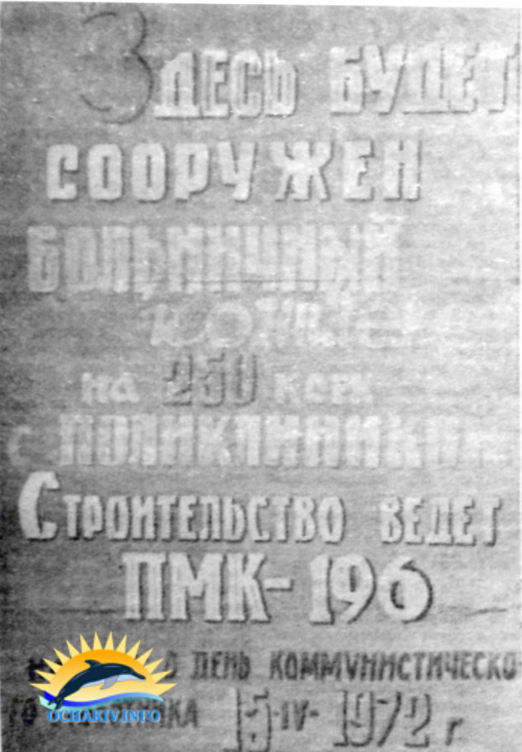 ЗДЕСЬ БУДЕТ
СООРУЖЕН
БОЛЬНИЧНЫЙ
КОМПЛЕКС
на 250 коек
с ПОЛИКЛИНИКОЙ
СТРОИТЕЛЬСТВО ВЕДЕТ
ПМК-196
ДЕНЬ КОММУНИСТИЧЕСКО
ГО
15-IV-1972 г.
OCHAKIV.INFO